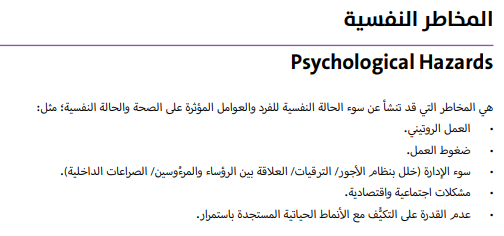 المخاطر النفسية
Psychological Hazards
هي المخاطر التي قد تنشأ عن سوء الحالة النفسية للفرد والعوامل المؤثرة على الصحة والحالة النفسية؛ مثل:
• العمل الروتيني.
• ضغوط العمل.
• سوء الإدارة (خلل بنظام الأجور/ الترقيات/ العلاقة بين الرؤساء والمرءوسين/ الصراعات الداخلية).
• مشكلات اجتماعية واقتصادية.
• عدم القدرة على التكيُّف مع الأنماط الحياتية المستجدة باستمرار.